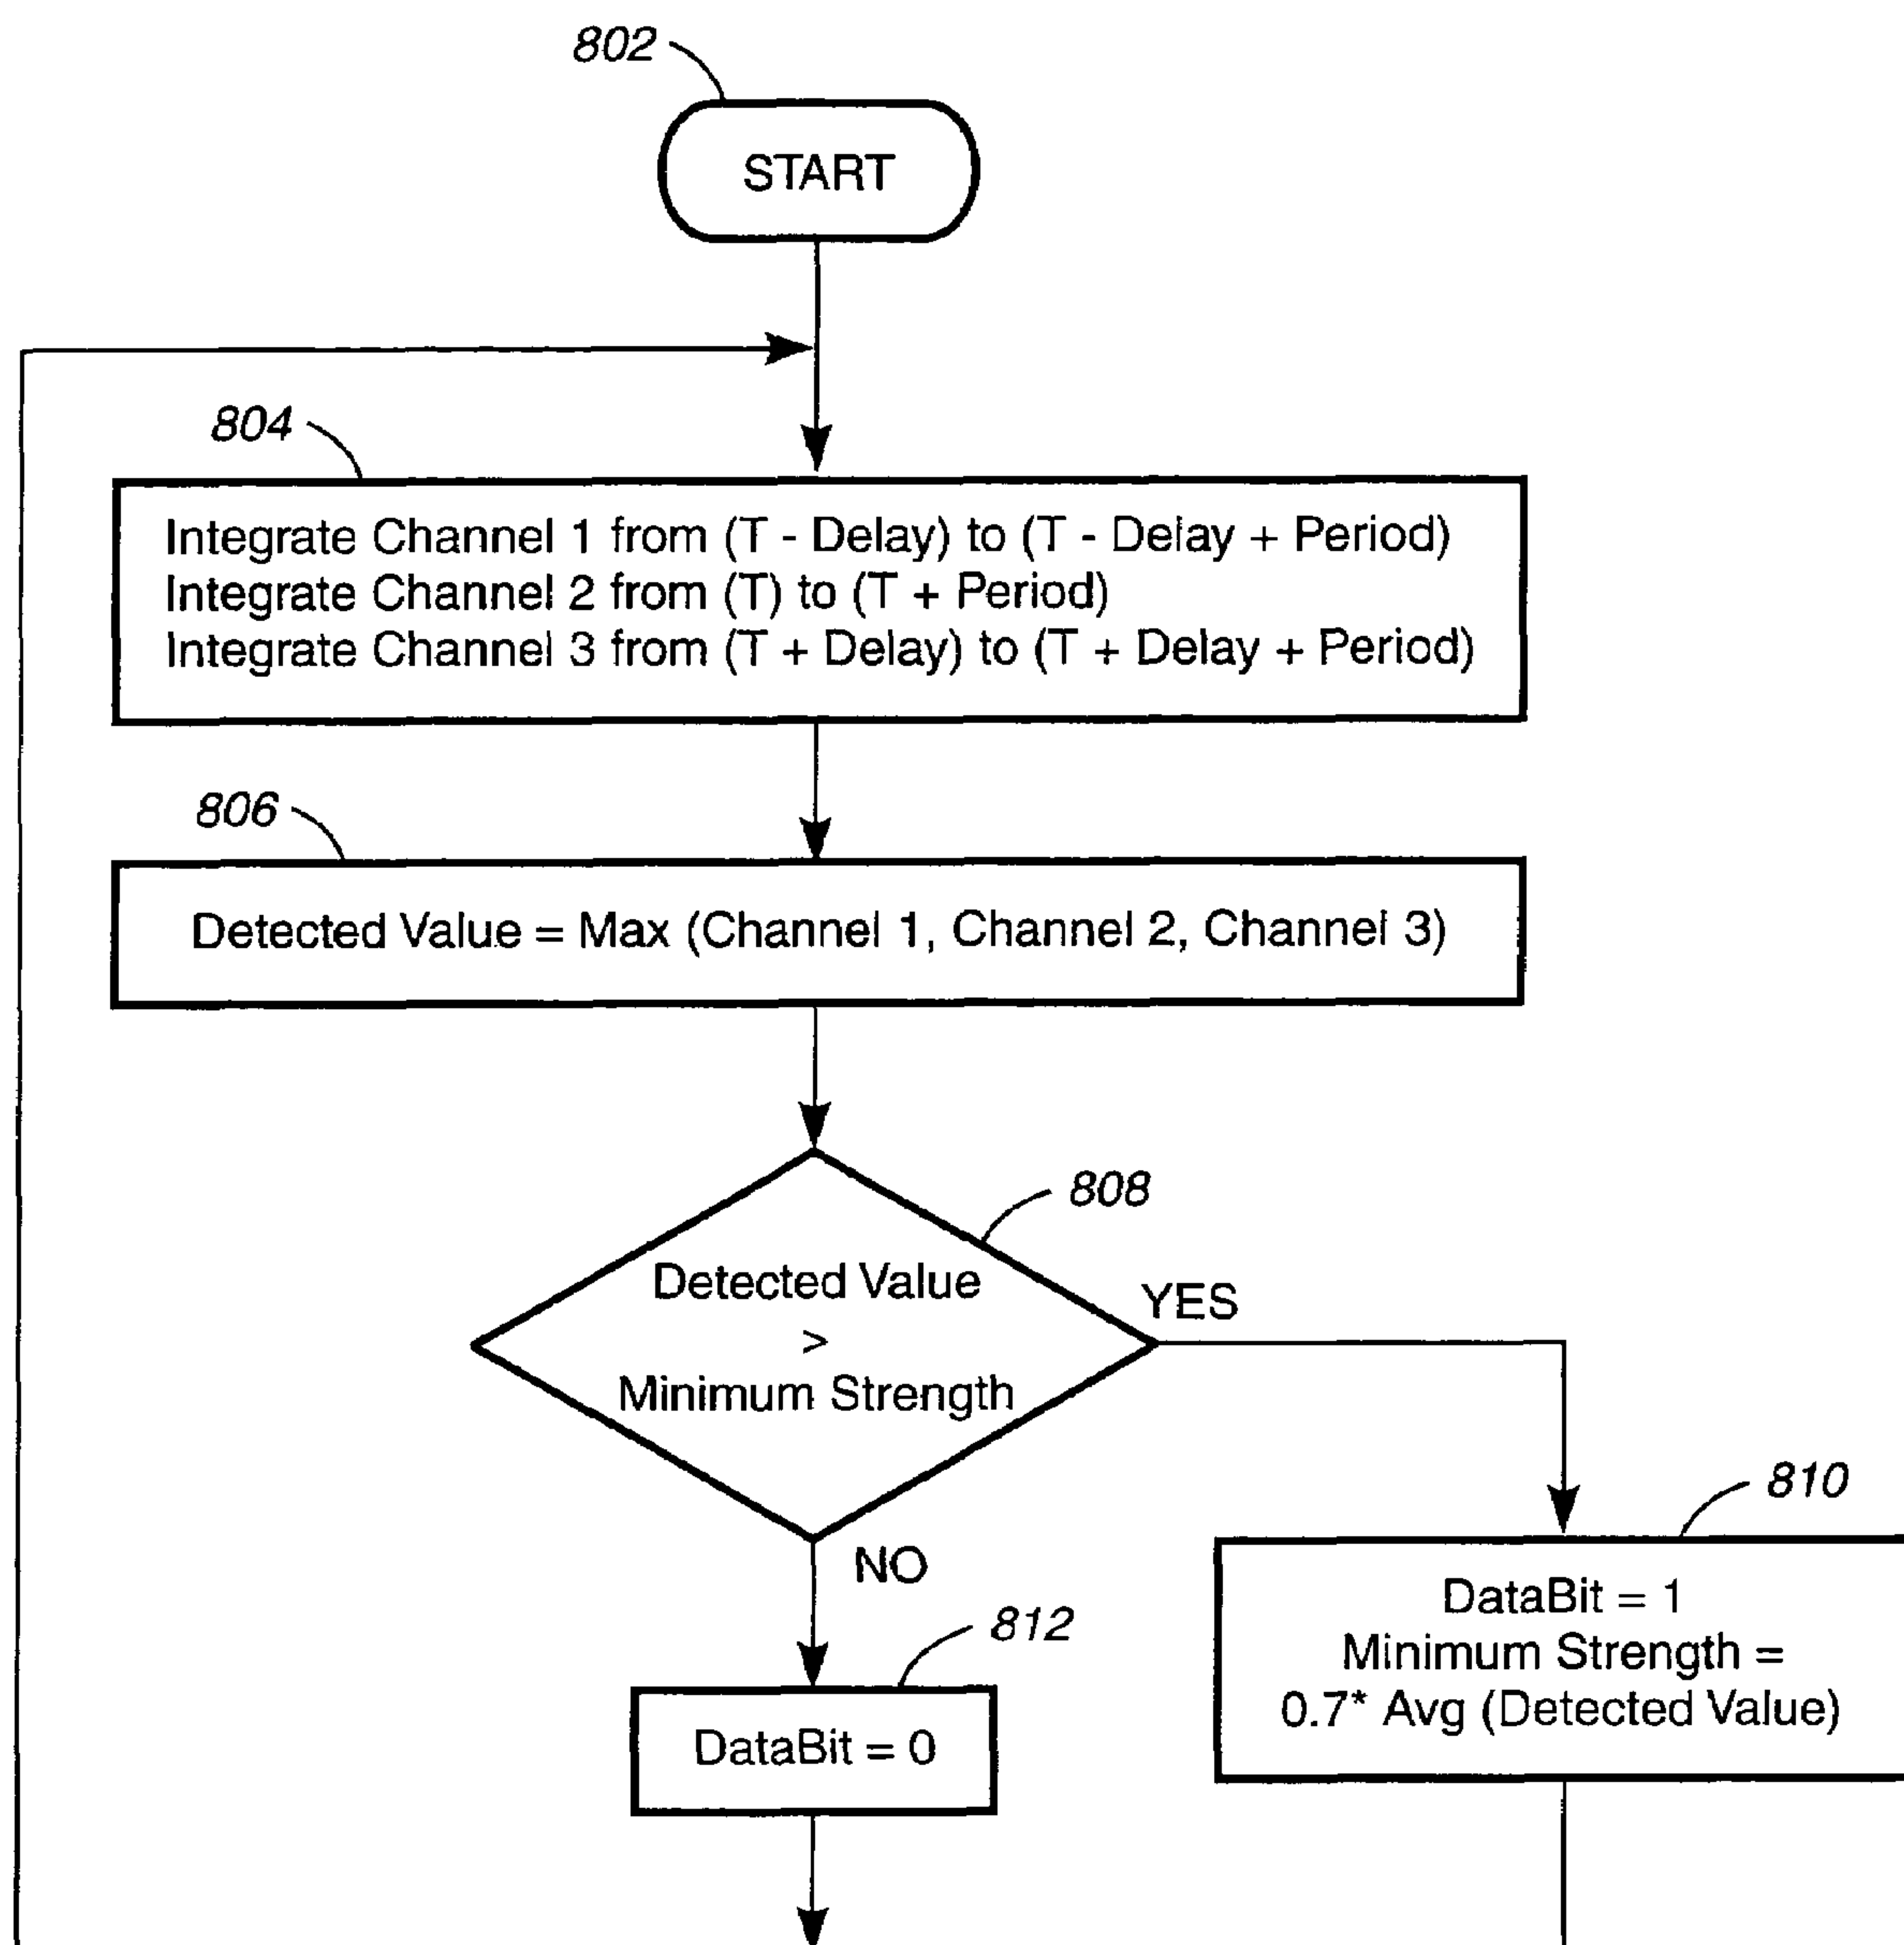 802
START
804
Integrate Channel 1 from (T - Delay) to (T - Delay + Period)
Integrate Channel 2 from (T) to (T + Period)
Integrate Channel 3 from (T + Delay) to (T + Delay + Period)
806
Detected Value = Max (Channel 1, Channel 2, Channel 3)
808
Detected Value
>
Minimum Strength
YES
NO
810
DataBit = 1
Minimum Strength =
0.7* Avg (Detected Value)
812
DataBit = 0